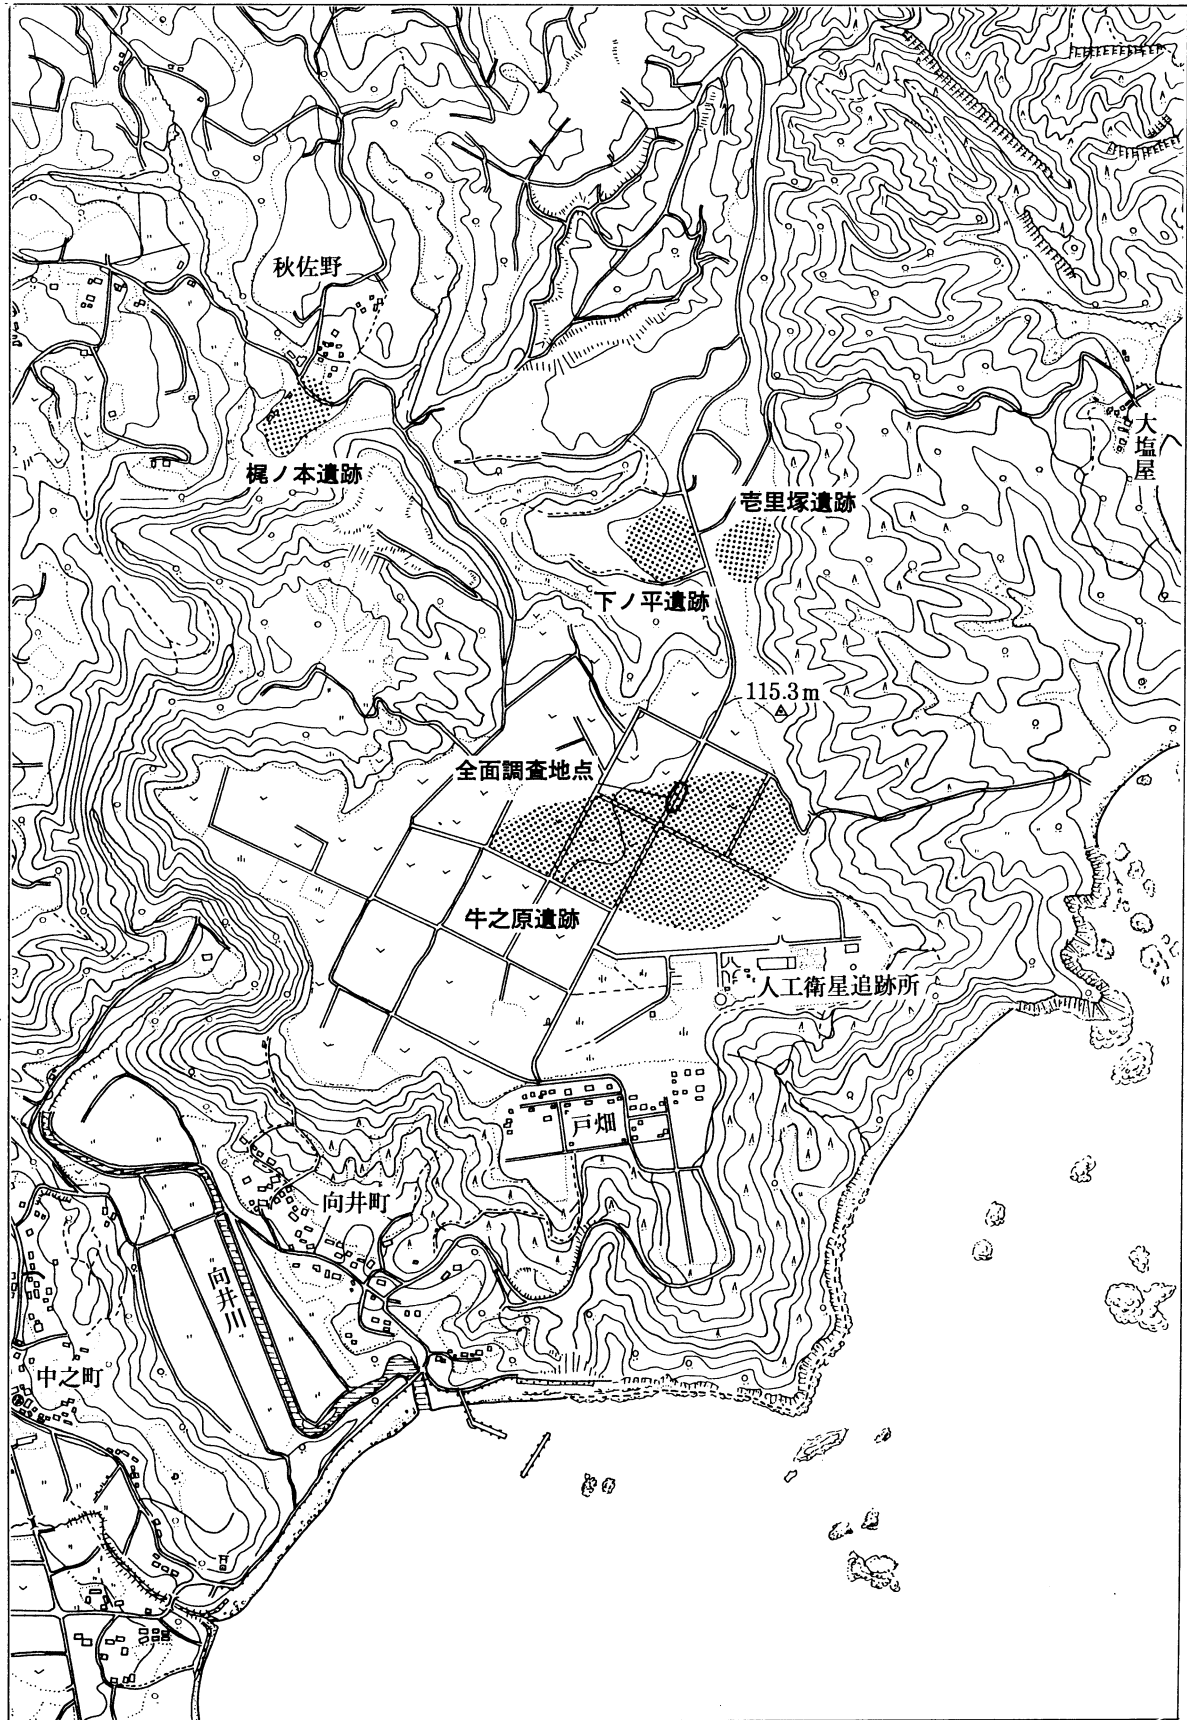 秋佐野
大塩屋
梶ノ本遺跡
壱里塚遺跡
下ノ平遺跡
115.3m
全面調査地点
牛之原遺跡
人工衛星追跡所
戸畑
向井町
向井川
中之町